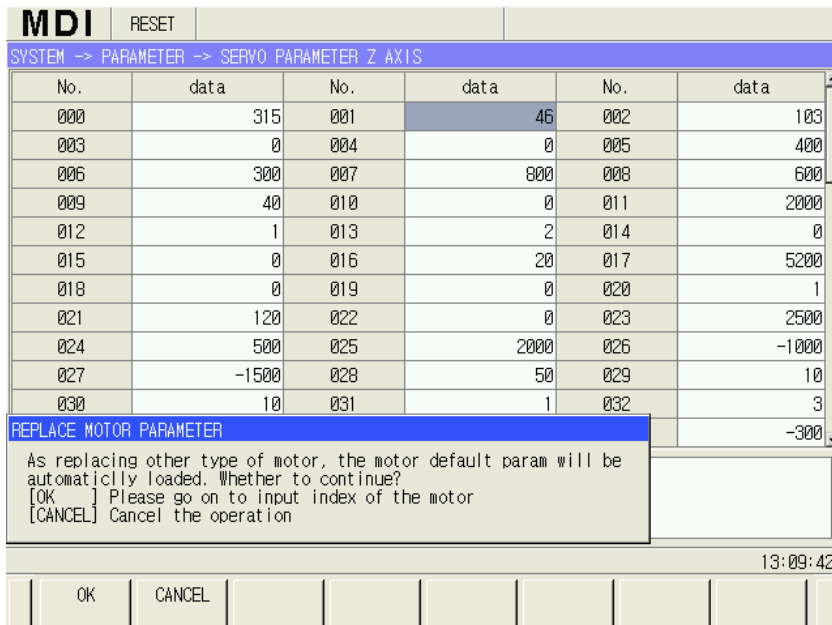 MDI RESET
SYSTEM -> PARAMETER -> SERVO PARAMETER Z AXIS
No. data No. data No. data
000 315 001 46 002 103
003 0 004 0 005 400
006 300 007 800 008 600
009 40 010 0 011 2000
012 1 013 2 014 0
015 0 016 20 017 5200
018 0 019 0 020 1
021 120 022 0 023 2500
024 500 025 2000 026 -1000
027 -1500 028 50 029 10
030 10 031 1 032 3
-300
REPLACE MOTOR PARAMETER
As replacing other type of motor, the motor default param will be
automaticlly loaded. Whether to continue?
[OK ] Please go on to input index of the motor
[CANCEL] Cancel the operation
13:09:42
OK CANCEL